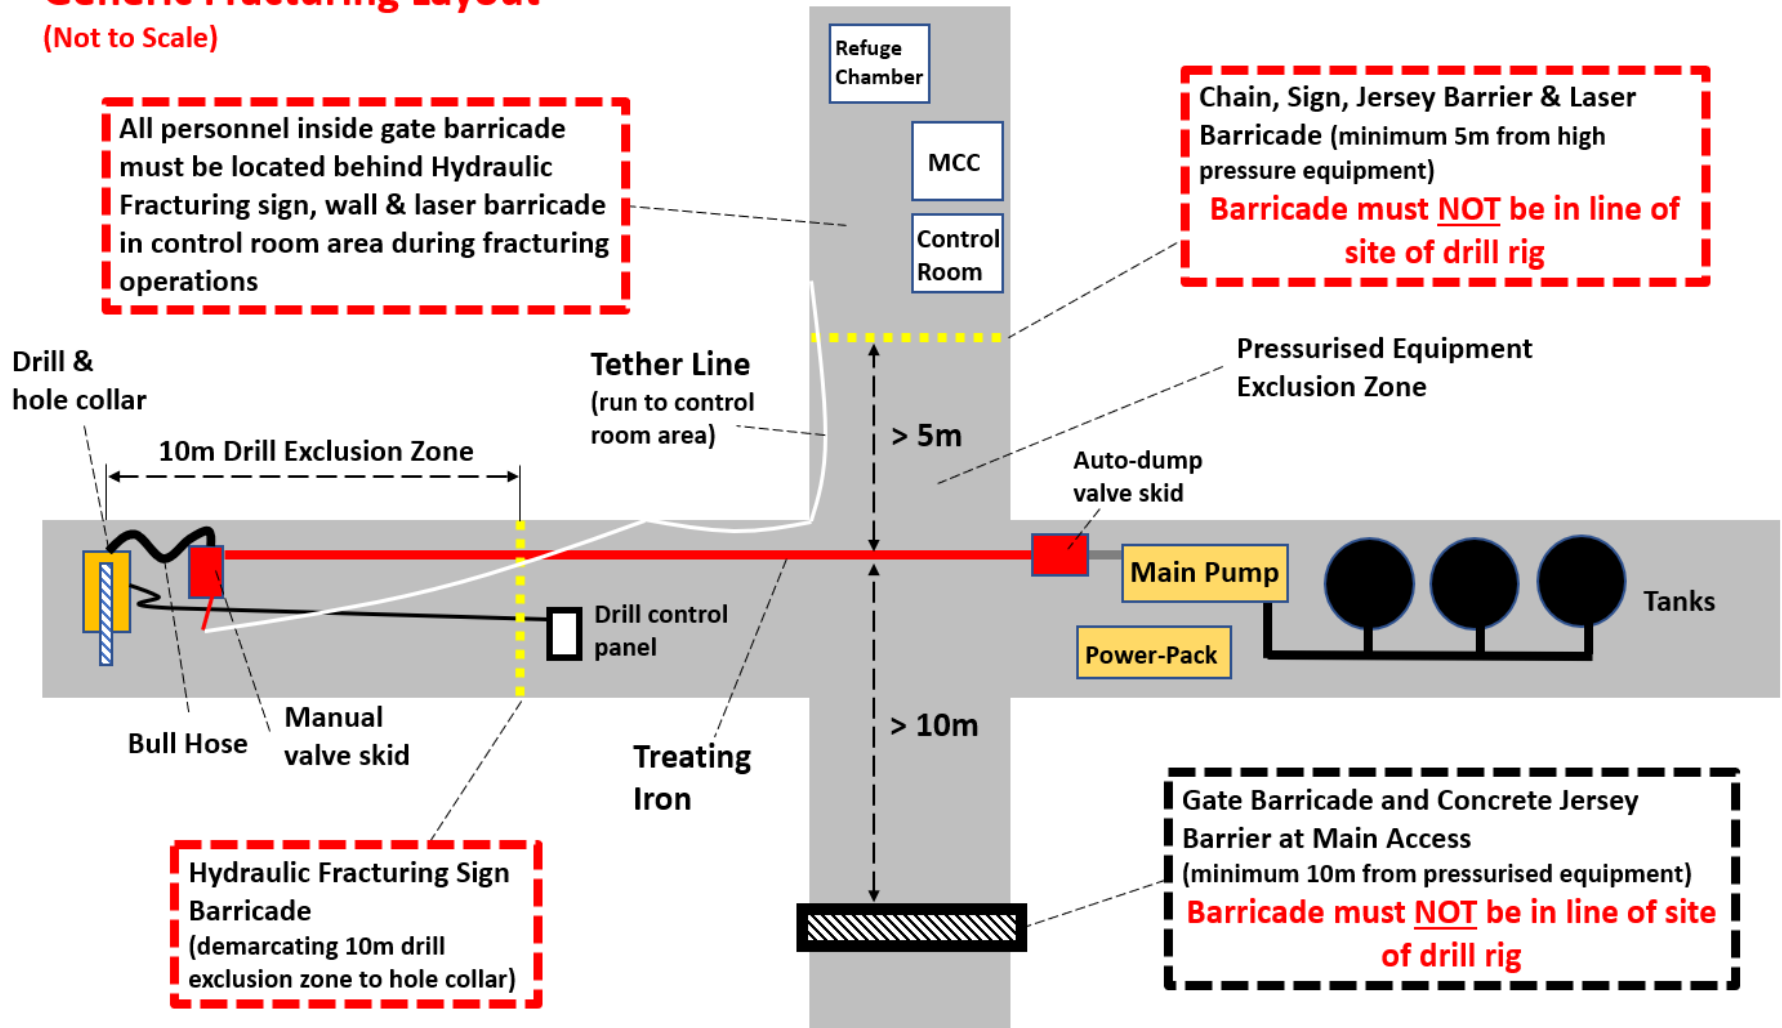 Generic Fracturing Layout
(Not to Scale)
Refuge
Chamber
MCC
Control
Room
All personnel inside gate barricade
must be located behind Hydraulic
Fracturing sign, wall & laser barricade
in control room area during fracturing
operations
Chain, Sign, Jersey Barrier & Laser
Barricade (minimum 5m from high
pressure equipment)
Barricade must NOT be in line of
site of drill rig
Drill &
hole collar
Tether Line
(run to control
room area)
Pressurised Equipment
Exclusion Zone
10m Drill Exclusion Zone
> 5m
Auto-dump
valve skid
Main Pump
Tanks
Drill control
panel
Power-Pack
Bull Hose
Manual
valve skid
Treating
Iron
> 10m
Hydraulic Fracturing Sign
Barricade
(demarcating 10m drill
exclusion zone to hole collar)
Gate Barricade and Concrete Jersey
Barrier at Main Access
(minimum 10m from pressurised equipment)
Barricade must NOT be in line of site
of drill rig